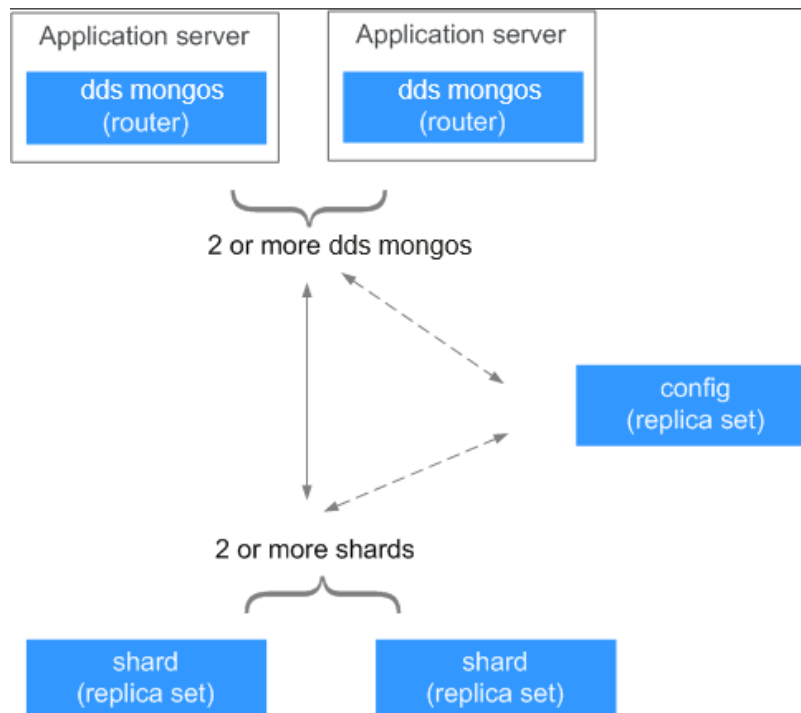 Application server
Application server
dds mongos
(router)
dds mongos
(router)
2 or more dds mongos
config
(replica set)
2 or more shards
shard
(replica set)
shard
(replica set)